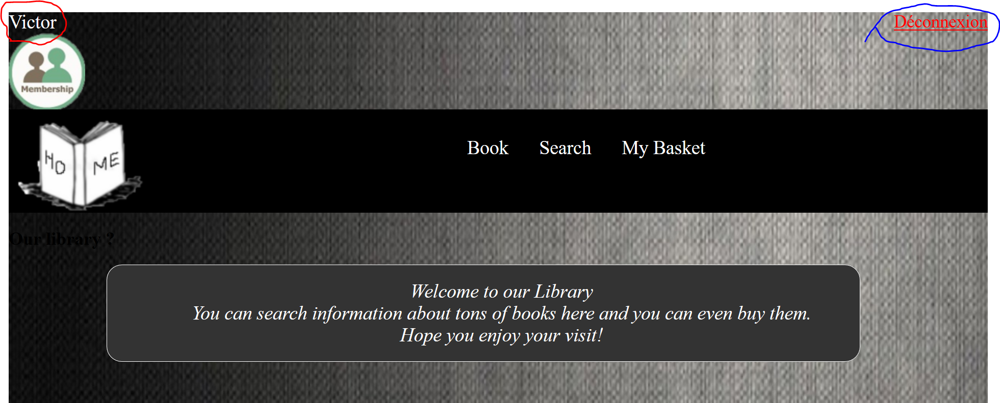 Victor
Déconnexion
Membership
HO ME
Book Search My Basket
Our library ?
Welcome to our Library
You can search information about tons of books here and you can even buy them.
Hope you enjoy your visit!